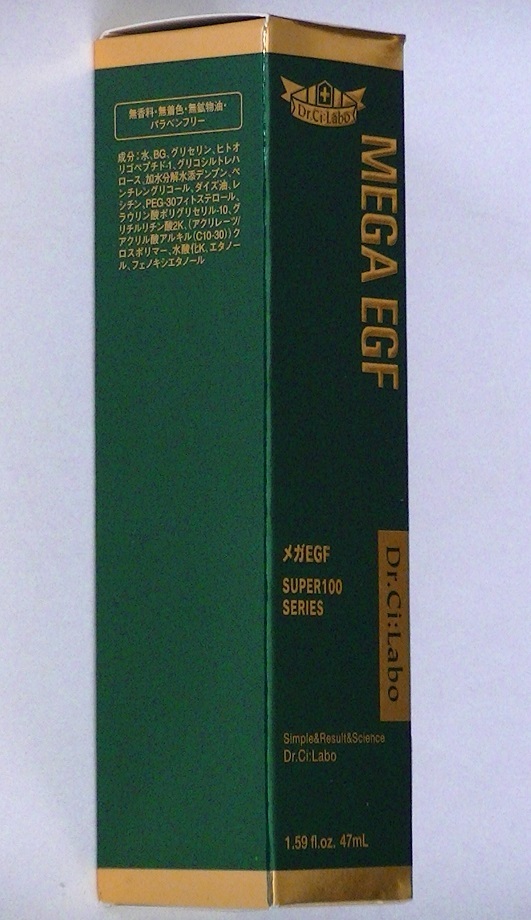 無香料・無着色・無鉱物油・
パラベンフリー
成分：水、BG、グリセリン、ヒトオ
リゴペプチド-1、グリコシルトレハ
ロース、加水分解水添デンプン、ペ
ンチレングリコール、ダイズ油、レ
シチン、PEG-30フィトステロール、
ラウリン酸ポリグリセリル-10、グ
リチルリチン酸2K、(アクリレーツ/
アクリル酸アルキル(C10-30))ク
ロスポリマー、水酸化K、エタノー
ル、フェノキシエタノール
Dr.Ci:Labo
MEGA EGF
メガEGF
SUPER100
SERIES
Dr.Ci:Labo
Simple&Result&Science
Dr.Ci:Labo
1.59 fl.oz. 47mL